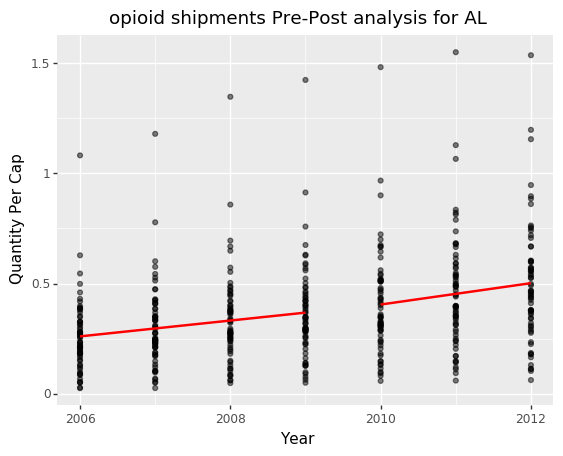 opioid shipments Pre-Post analysis for AL
1.5
1
0.5
0
Quantity Per Cap
2006
2008
2010
2012
Year